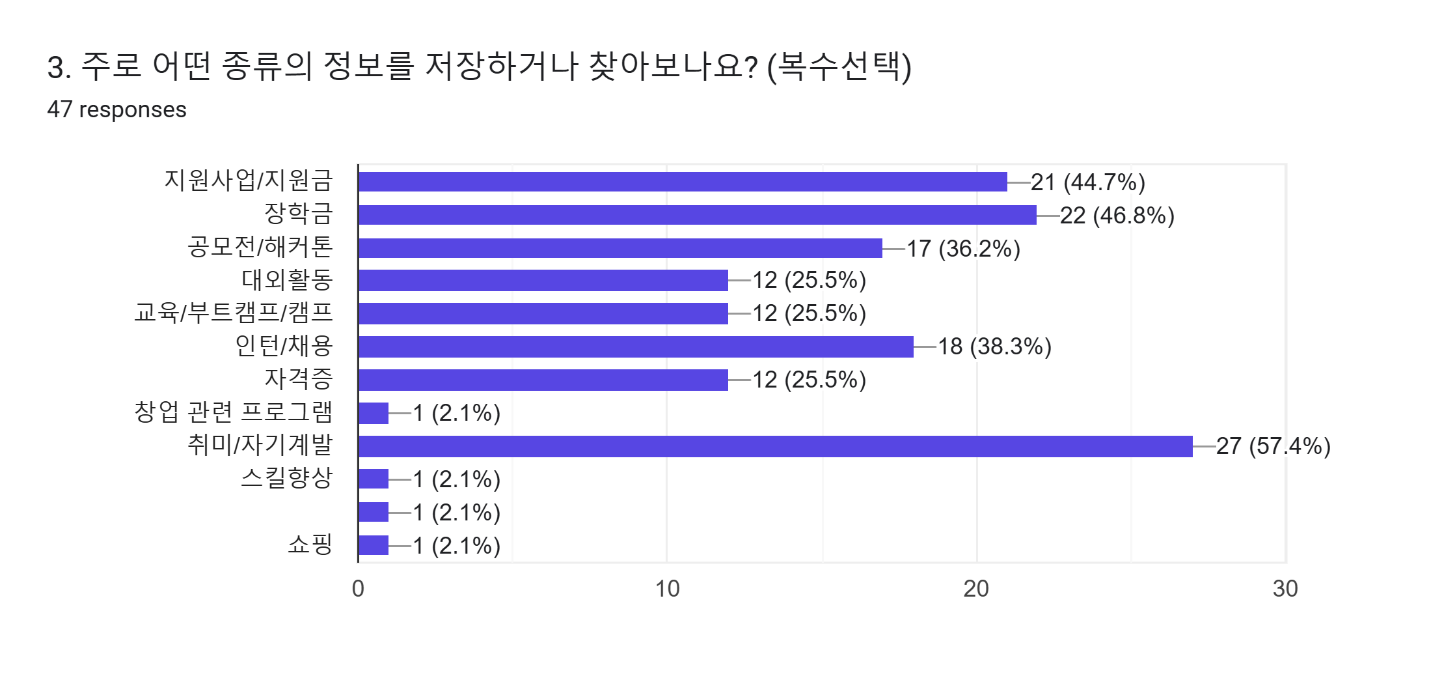 3. 주로 어떤 종류의 정보를 저장하거나 찾아보나요? (복수선택)
47 responses
지원사업/지원금 21 (44.7%)
장학금 22 (46.8%)
공모전/해커톤 17 (36.2%)
대외활동 12 (25.5%)
교육/부트캠프/캠프 12 (25.5%)
인턴/채용 18 (38.3%)
자격증 12 (25.5%)
창업 관련 프로그램 1 (2.1%)
취미/자기계발 27 (57.4%)
스킬향상 1 (2.1%)
1 (2.1%)
쇼핑 1 (2.1%)
0 10 20 30